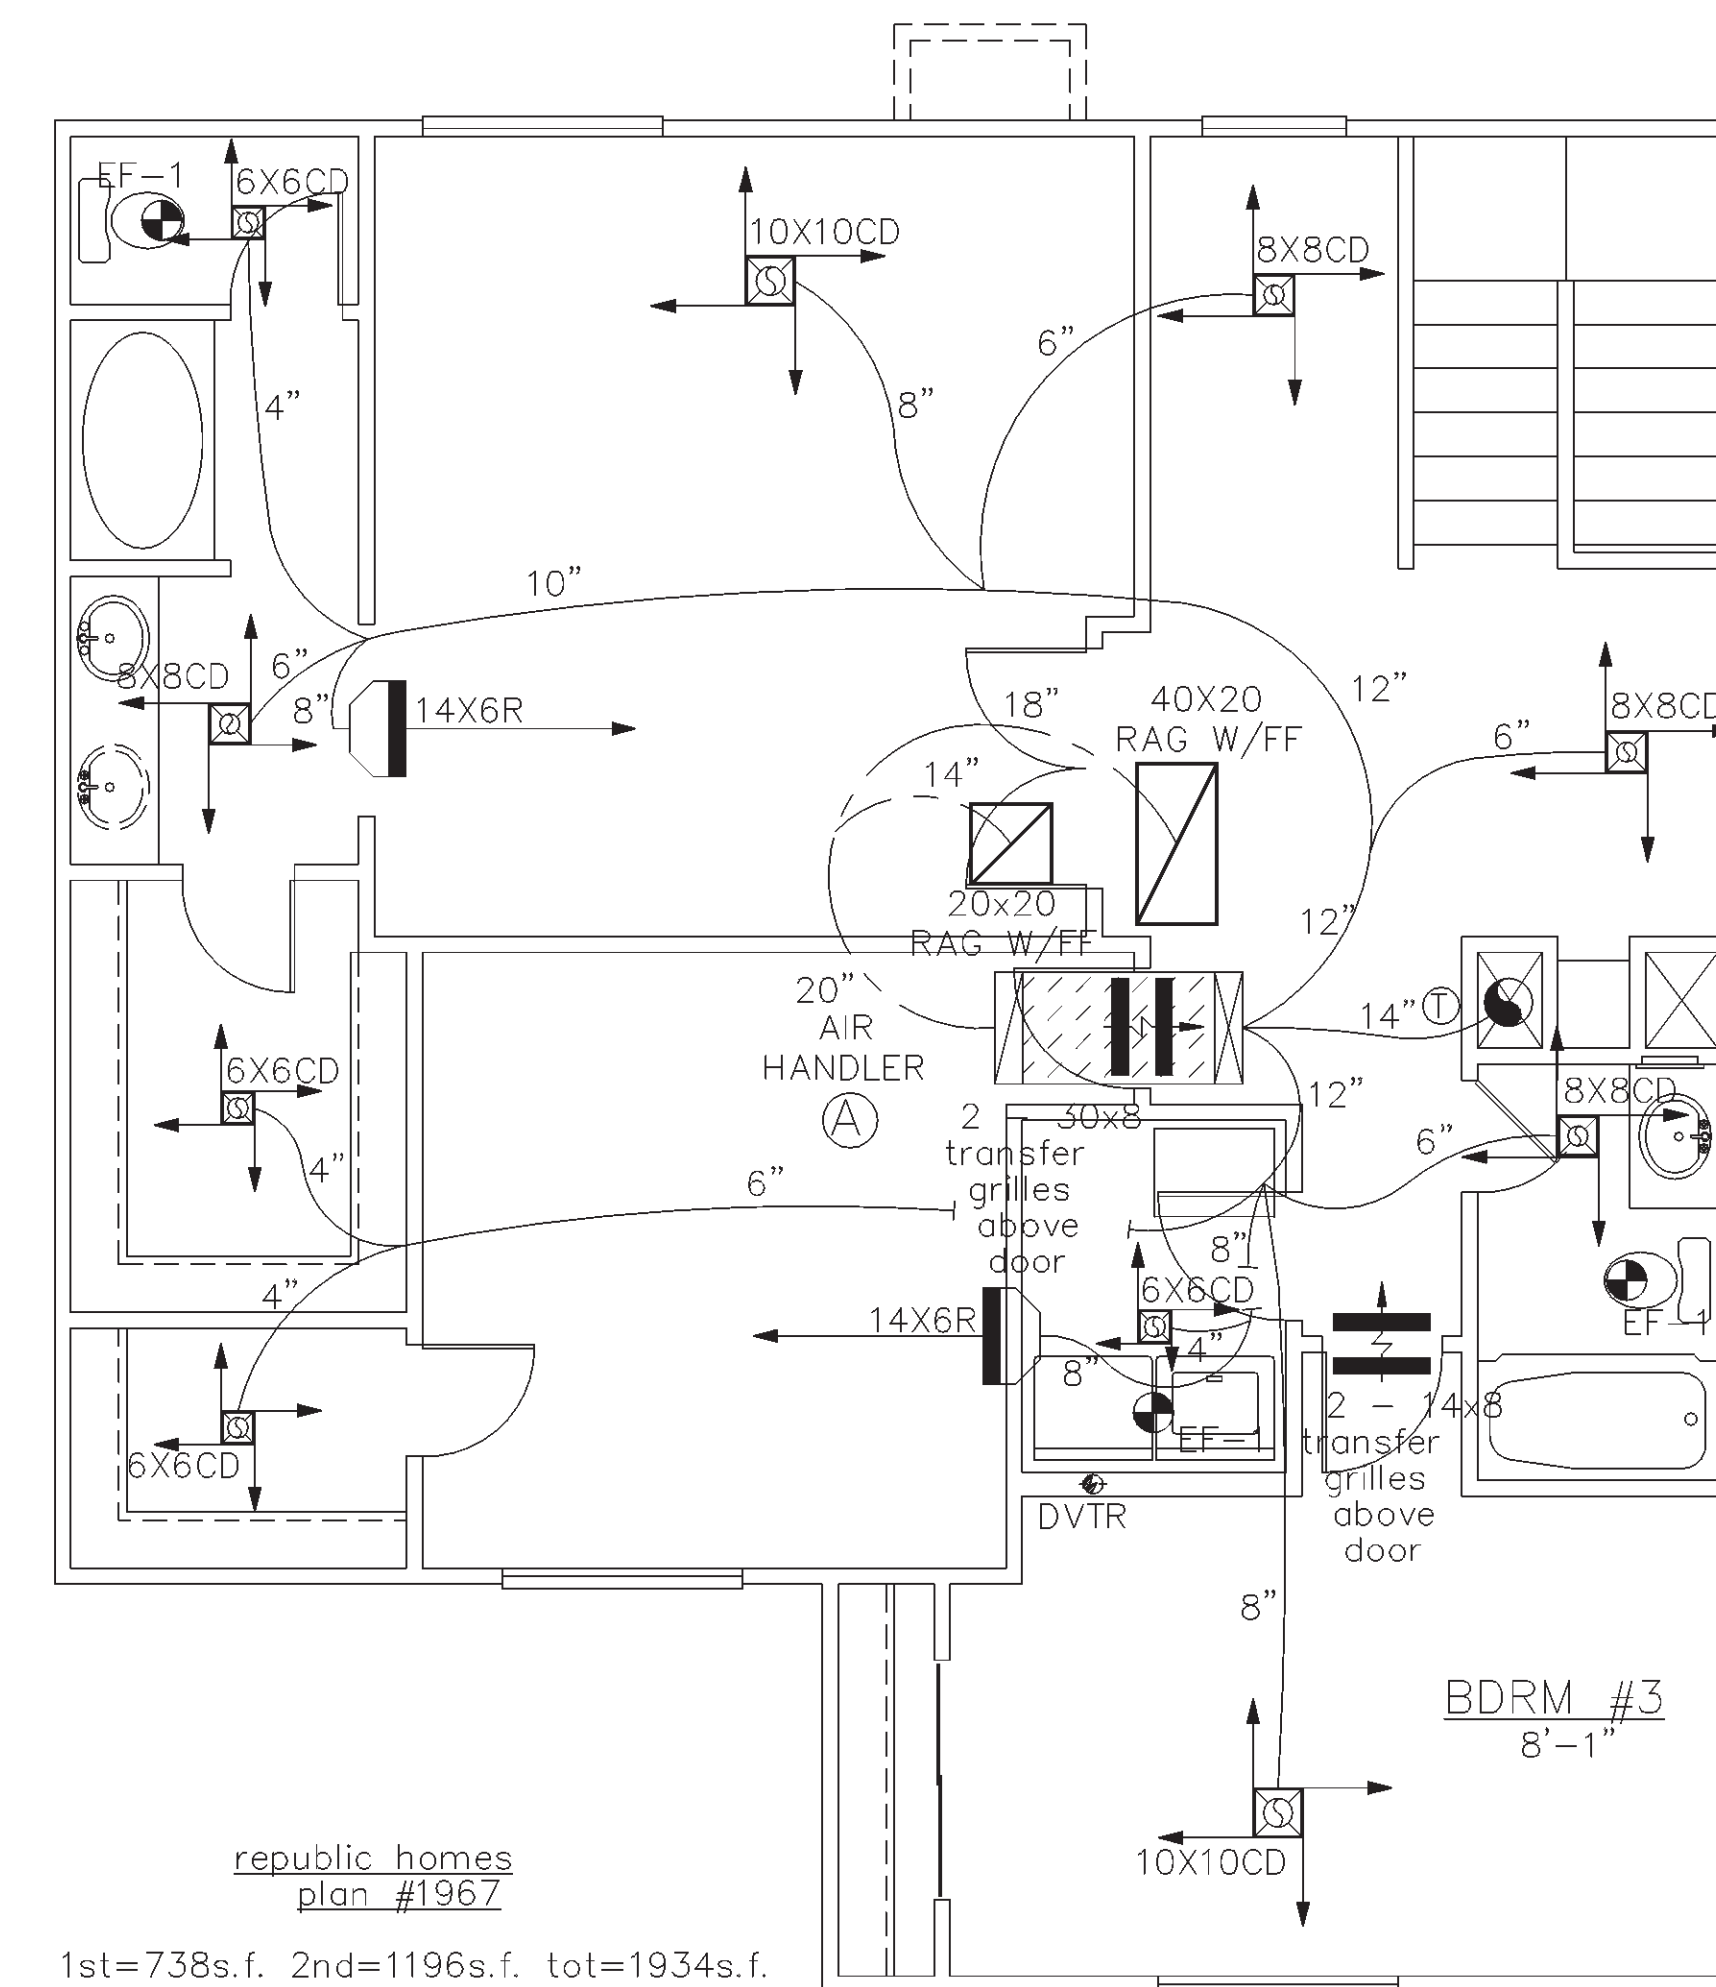 EF-1
6X6CD
10X10CD
8X8CD
6”
4”
8”
10”
6”
8X8CD
8”
14X6R
18”
40X20
RAG W/FF
12”
8X8CD
6”
14”
20x20
RAG W/FF
12”
20”
AIR
HANDLER
A
14”
T
6X6CD
12”
8X8CD
2 30x8
transfer
grilles
above
door
6”
4”
6”
8”
4”
6X6CD
14X6R
4”
8”
EF-1
EF-1
2 - 14x8
transfer
grilles
above
door
6X6CD
DVTR
8”
BDRM #3
8’-1”
10X10CD
republic homes
plan #1967
1st=738s.f. 2nd=1196s.f. tot=1934s.f.